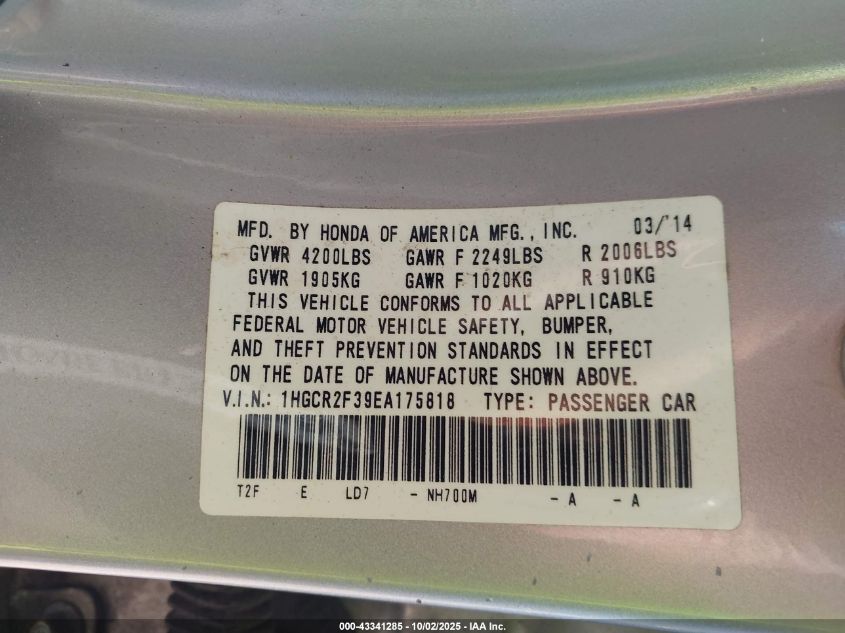 MFD. BY HONDA OF AMERICA MFG., INC. 03/'14
GVWR 4200LBS GAWR F 2249LBS R 2006LBS
GVWR 1905KG GAWR F 1020KG R 910KG
THIS VEHICLE CONFORMS TO ALL APPLICABLE
FEDERAL MOTOR VEHICLE SAFETY, BUMPER,
AND THEFT PREVENTION STANDARDS IN EFFECT
ON THE DATE OF MANUFACTURE SHOWN ABOVE.
V.I.N.: 1HGCR2F39EA175818 TYPE: PASSENGER CAR
T2F E LD7 - NH700M - A - A
000-43341285 - 10/02/2025 - IAA Inc.